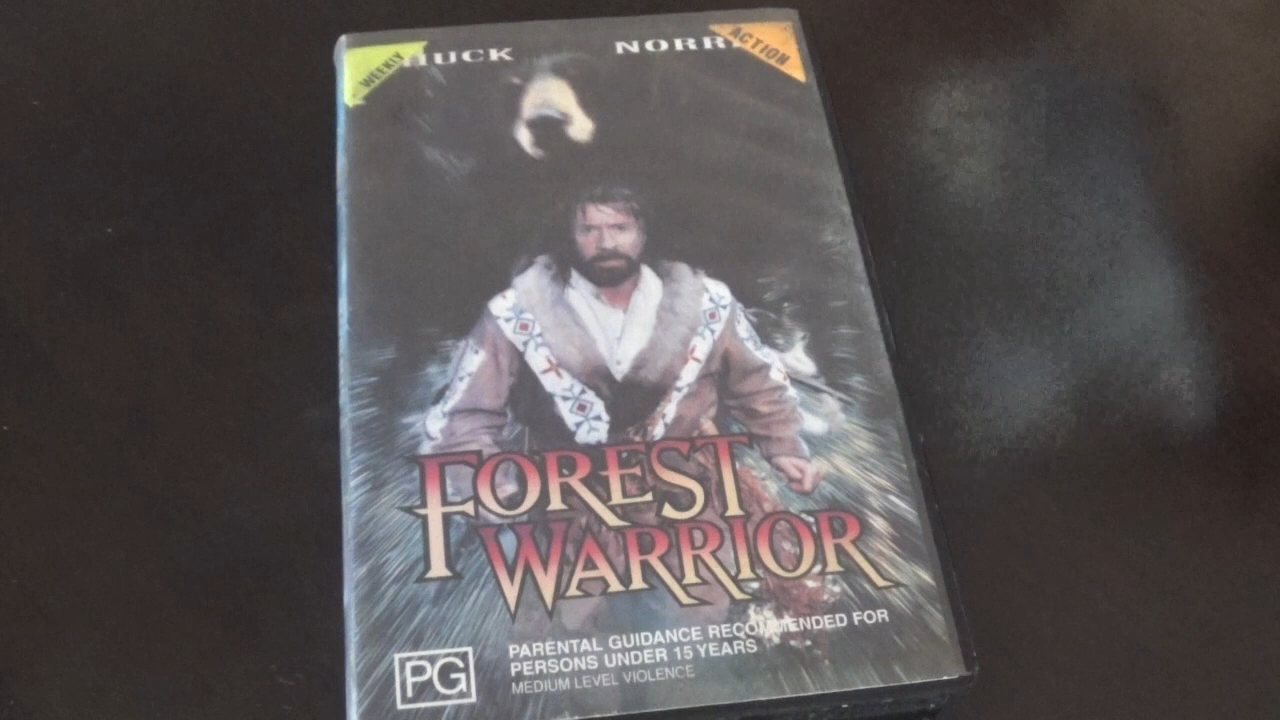 WEEKLY
HUCK NORR
ACTION
FOREST
WARRIOR
PG
PARENTAL GUIDANCE RECOMMENDED FOR
PERSONS UNDER 15 YEARS
MEDIUM LEVEL VIOLENCE